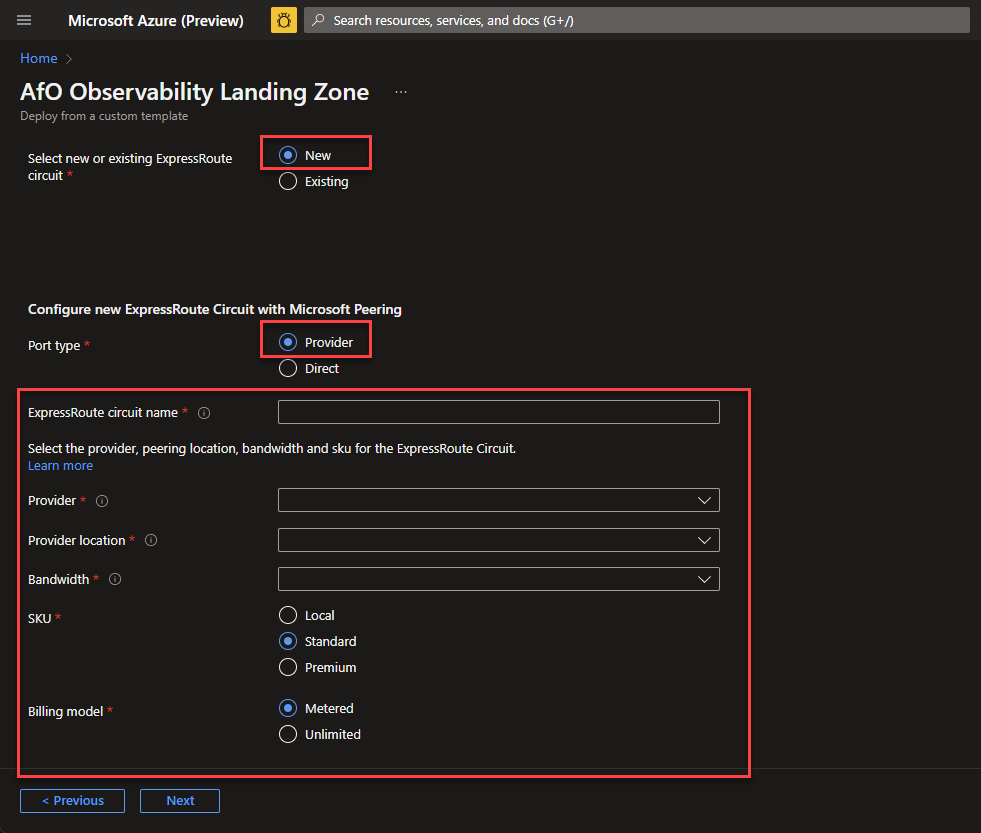 Microsoft Azure (Preview)
Search resources, services, and docs (G+/)
Home
AfO Observability Landing Zone
Deploy from a custom template
Select new or existing ExpressRoute
circuit *
New
Existing
Configure new ExpressRoute Circuit with Microsoft Peering
Port type *
Provider
Direct
ExpressRoute circuit name *
Select the provider, peering location, bandwidth and sku for the ExpressRoute Circuit.
Learn more
Provider *
Provider location *
Bandwidth *
SKU *
Local
Standard
Premium
Billing model *
Metered
Unlimited
< Previous
Next